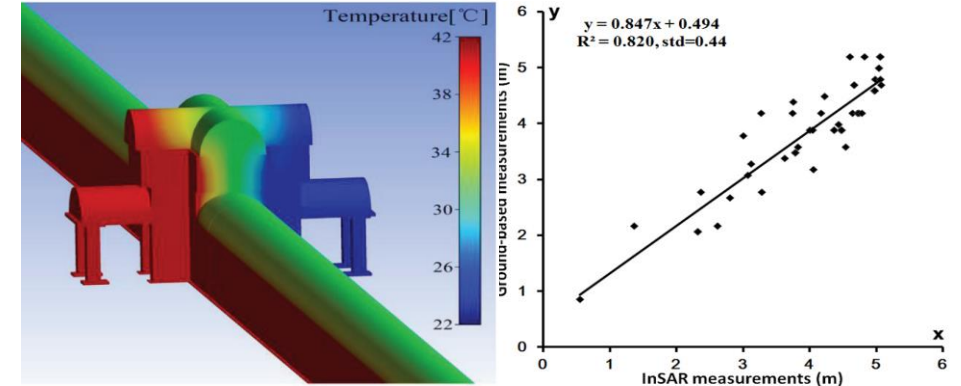 Temperature[℃]
42
38
34
30
26
22
y
6
5
4
3
2
1
0
y = 0.847x + 0.494
R² = 0.820, std=0.44
Ground-based measurements (m)
x
0
1
2
3
4
5
6
InSAR measurements (m)